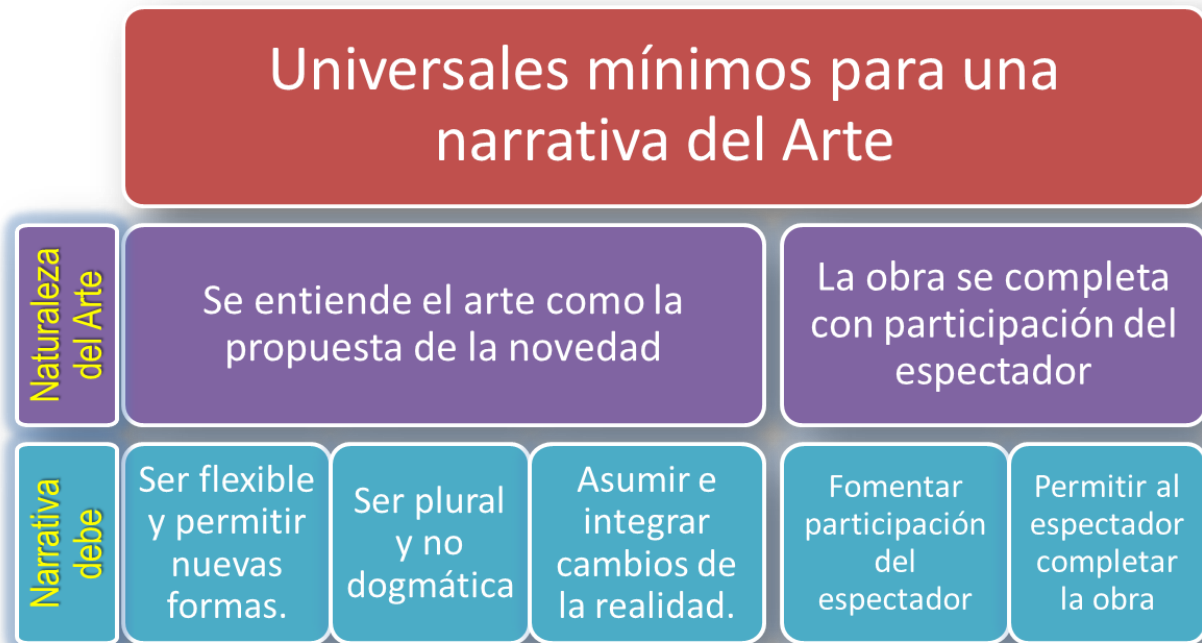 Universales mínimos para una
narrativa del Arte
Naturaleza
del Arte
Se entiende el arte como la
propuesta de la novedad
La obra se completa
con participación del
espectador
Narrativa
debe
Ser flexible
y permitir
nuevas
formas.
Ser plural
y no
dogmática
Asumir e
integrar
cambios de
la realidad.
Fomentar
participación
del
espectador
Permitir al
espectador
completar
la obra